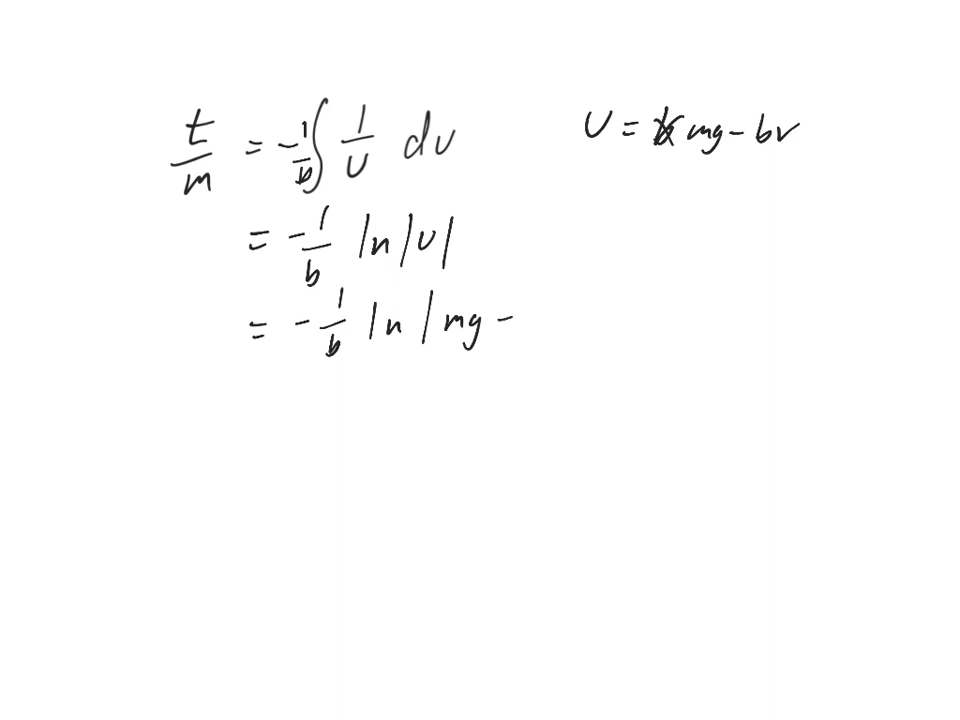 t/m = -1/b ∫ 1/u du    u = mg - bv
= -1/b ln|u|
= -1/b ln|mg -